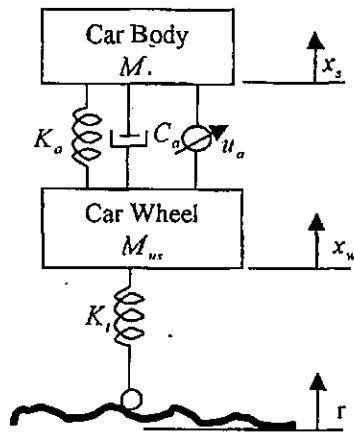 Car Body
M.
x_s
K_a
C_a
u_a
Car Wheel
M_us
x_w
K_t
r